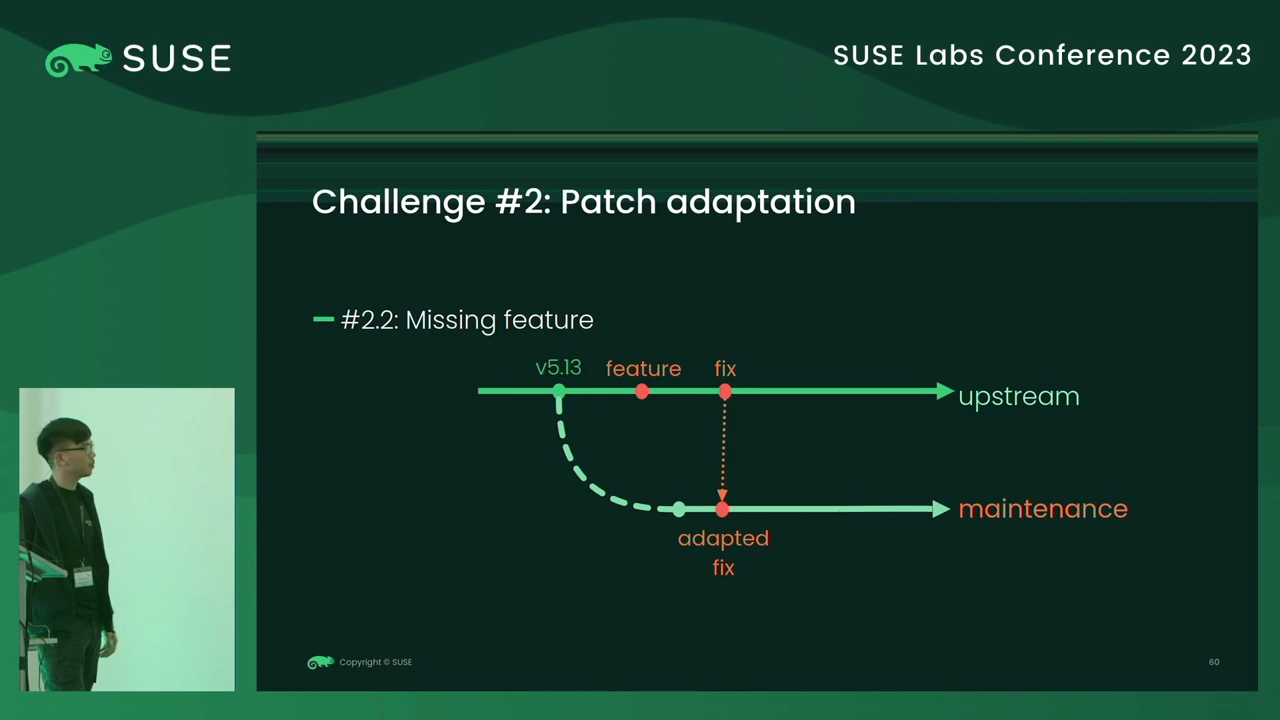 SUSE
SUSE Labs Conference 2023
Challenge #2: Patch adaptation
#2.2: Missing feature
v5.13 feature fix
upstream
maintenance
adapted
fix
Copyright © SUSE
60